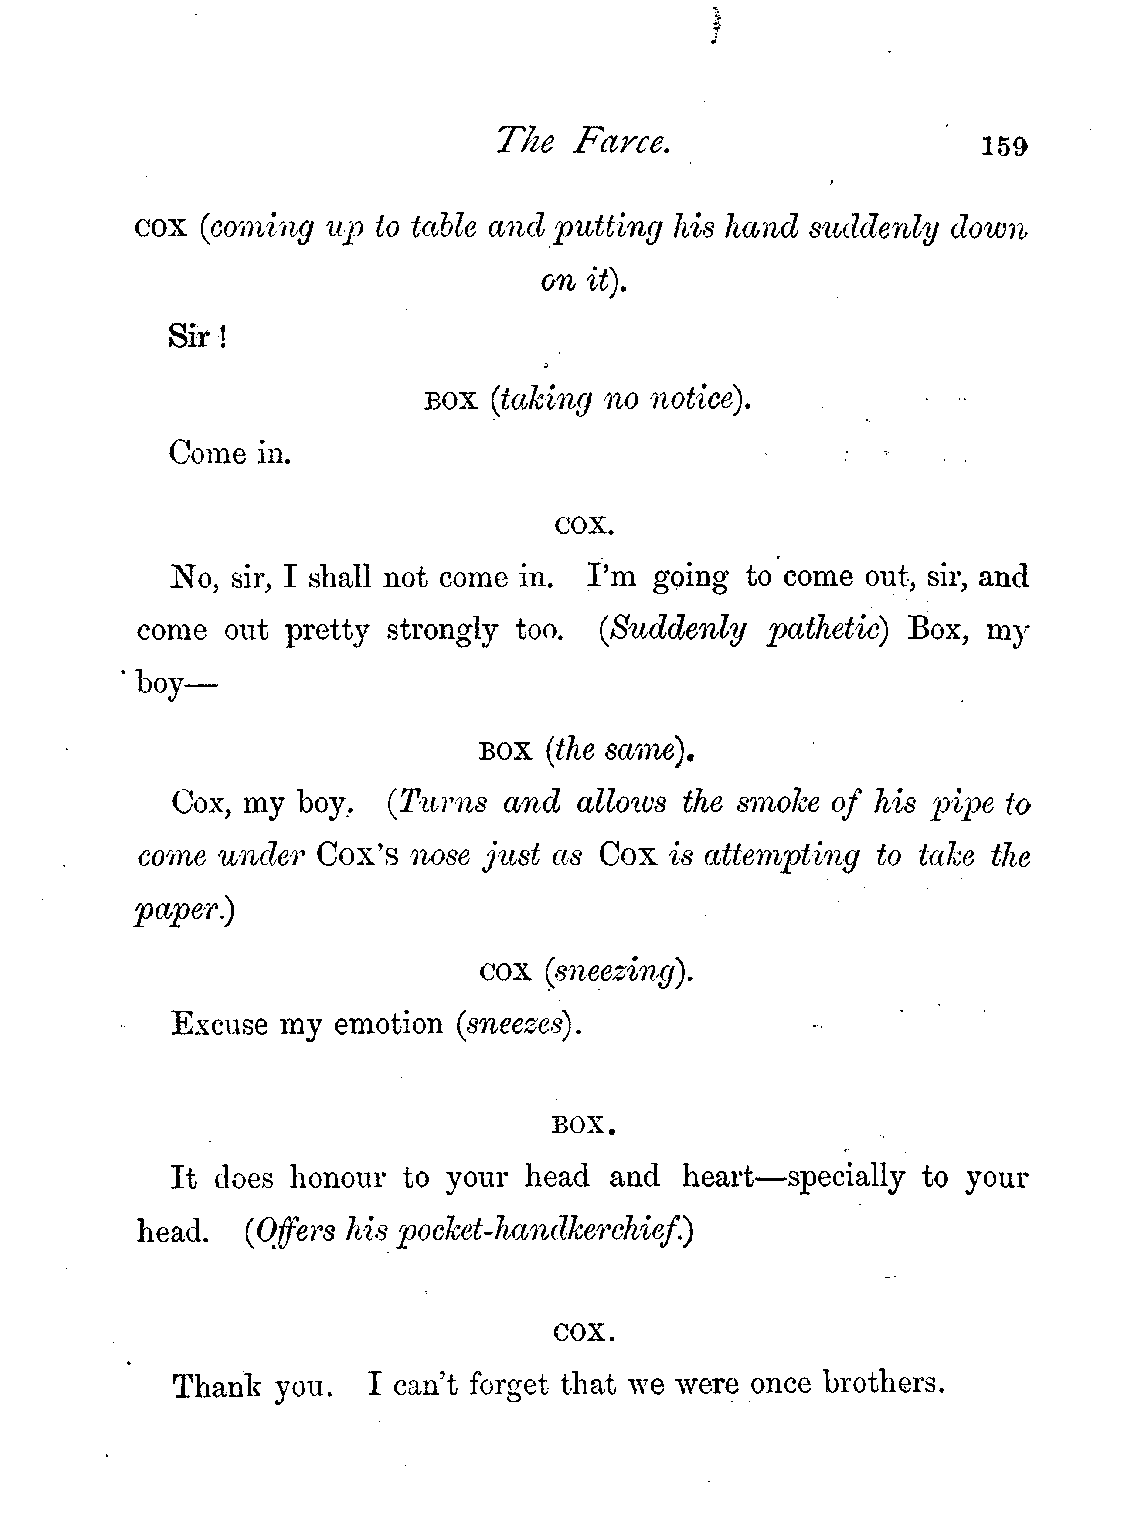 The Farce. 159
COX (coming up to table and putting his hand suddenly down
on it).
Sir!
BOX (taking no notice).
Come in.
COX.
No, sir, I shall not come in. I'm going to come out, sir, and
come out pretty strongly too. (Suddenly pathetic) Box, my
boy—
BOX (the same).
Cox, my boy. (Turns and allows the smoke of his pipe to
come under Cox's nose just as Cox is attempting to take the
paper.)
COX (sneezing).
Excuse my emotion (sneezes).
BOX.
It does honour to your head and heart—specially to your
head. (Offers his pocket-handkerchief.)
COX.
Thank you. I can't forget that we were once brothers.